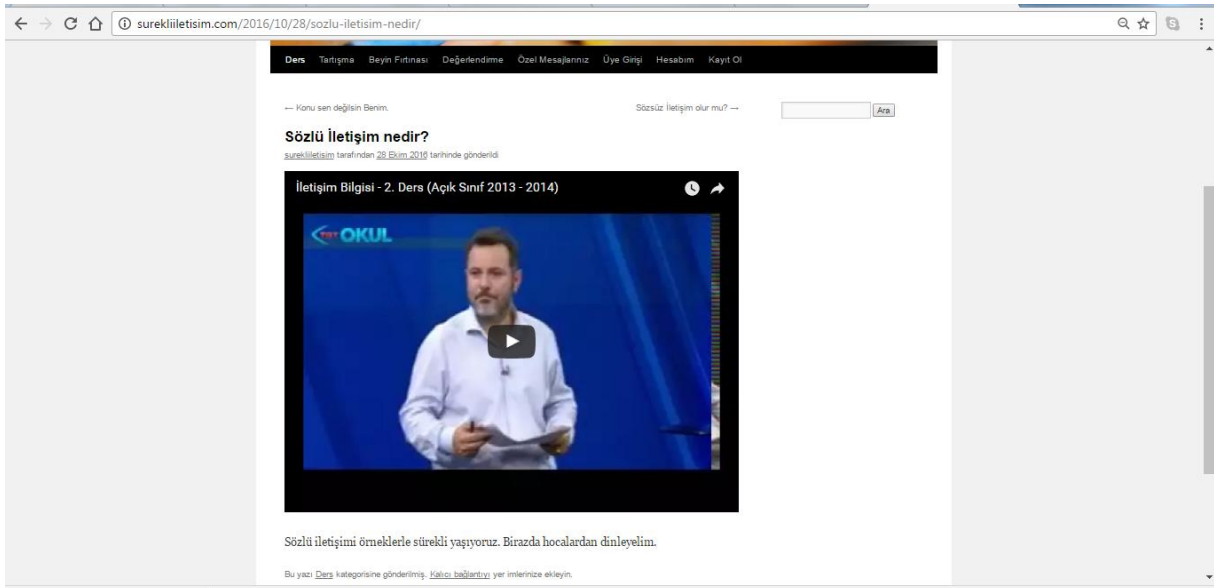 surekliiletisim.com/2016/10/28/sozlu-iletisim-nedir/
Ders Tartışma Beyin Fırtınası Değerlendirme Özel Mesajlarınız Üye Girişi Hesabım Kayıt Ol
← Konu sen değilsin Benim.
Sözsüz İletişim olur mu? →
Ara
Sözlü İletişim nedir?
surekliiletisim tarafından 28 Ekim 2016 tarihinde gönderildi
İletişim Bilgisi - 2. Ders (Açık Sınıf 2013 - 2014)
TRT OKUL
Sözlü iletişimi örneklerle sürekli yaşıyoruz. Birazda hocalardan dinleyelim.
Bu yazı Ders kategorisine gönderilmiş. Kalıcı bağlantıyı yer imlerinize ekleyin.